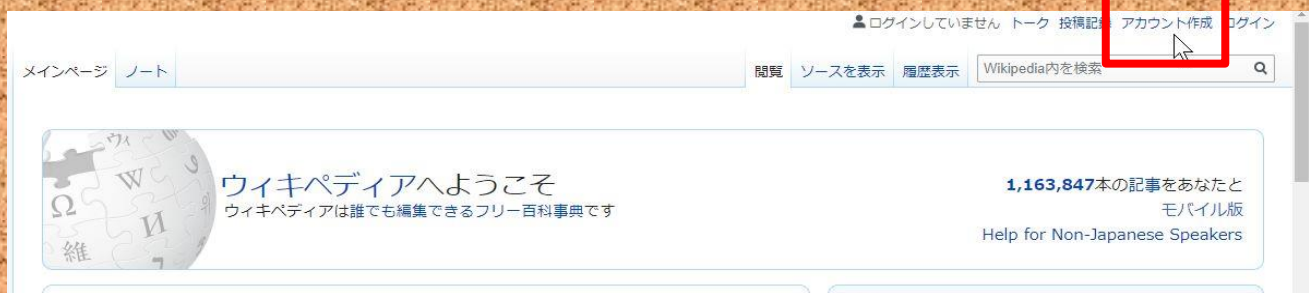 ログインしていません トーク 投稿記録 アカウント作成 ログイン
メインページ ノート 閲覧 ソースを表示 履歴表示 Wikipedia内を検索
ウィキペディアへようこそ
ウィキペディアは誰でも編集できるフリー百科事典です
1,163,847本の記事をあなたと
モバイル版
Help for Non-Japanese Speakers
ウィ
W
Ω
И
維
7